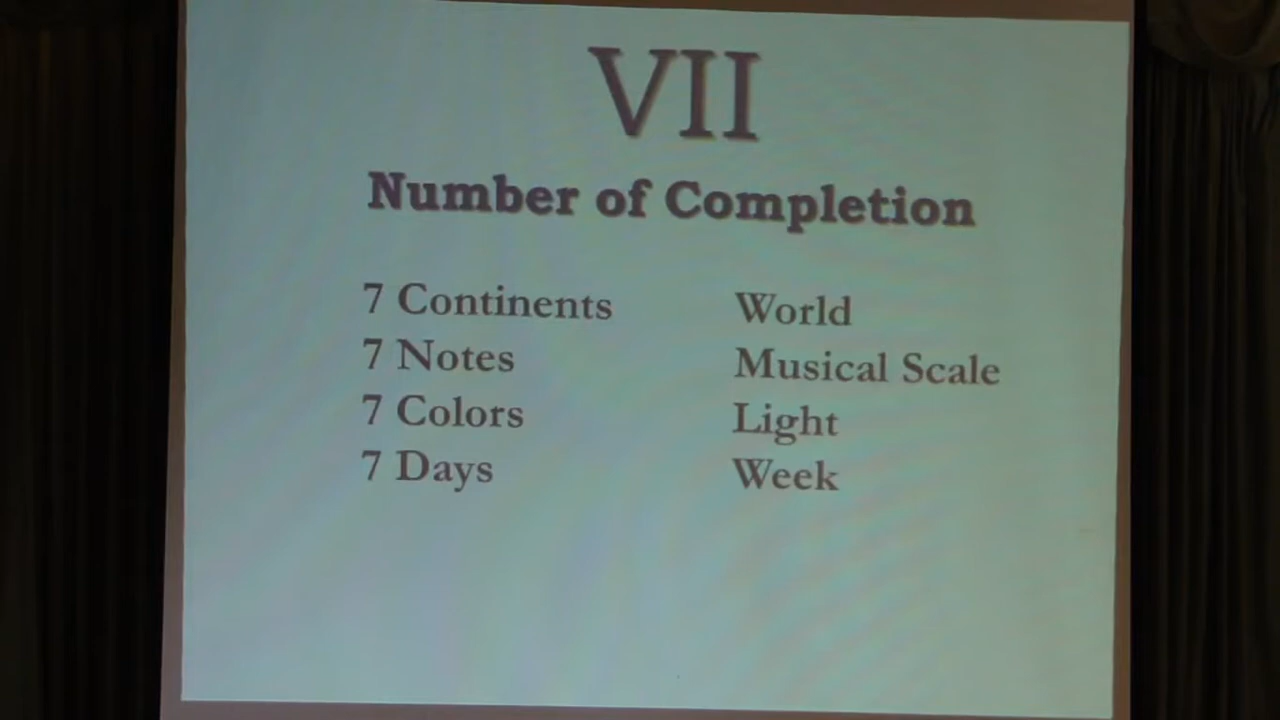 VII
Number of Completion
7 Continents World
7 Notes Musical Scale
7 Colors Light
7 Days Week